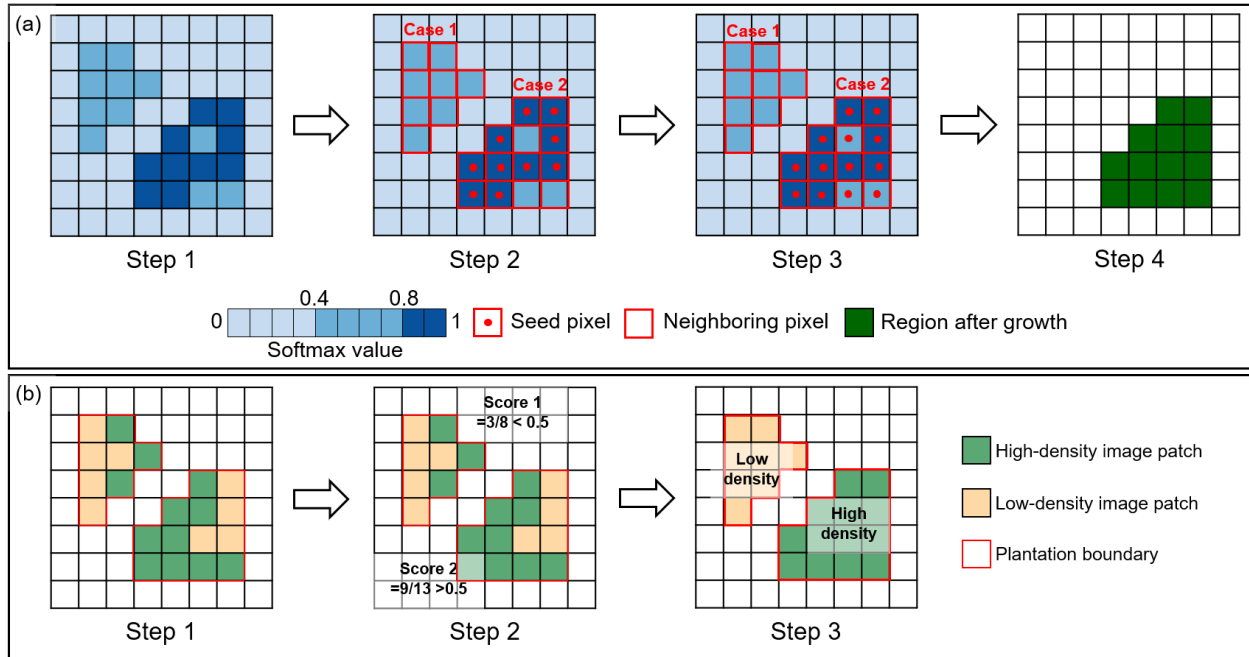 (a)
Case 1
Case 2
Case 1
Case 2
Step 1
Step 2
Step 3
Step 4
0
0.4
0.8
1
Softmax value
Seed pixel
Neighboring pixel
Region after growth
(b)
Score 1
=3/8 < 0.5
Score 2
=9/13 >0.5
Low
density
High
density
High-density image patch
Low-density image patch
Plantation boundary
Step 1
Step 2
Step 3